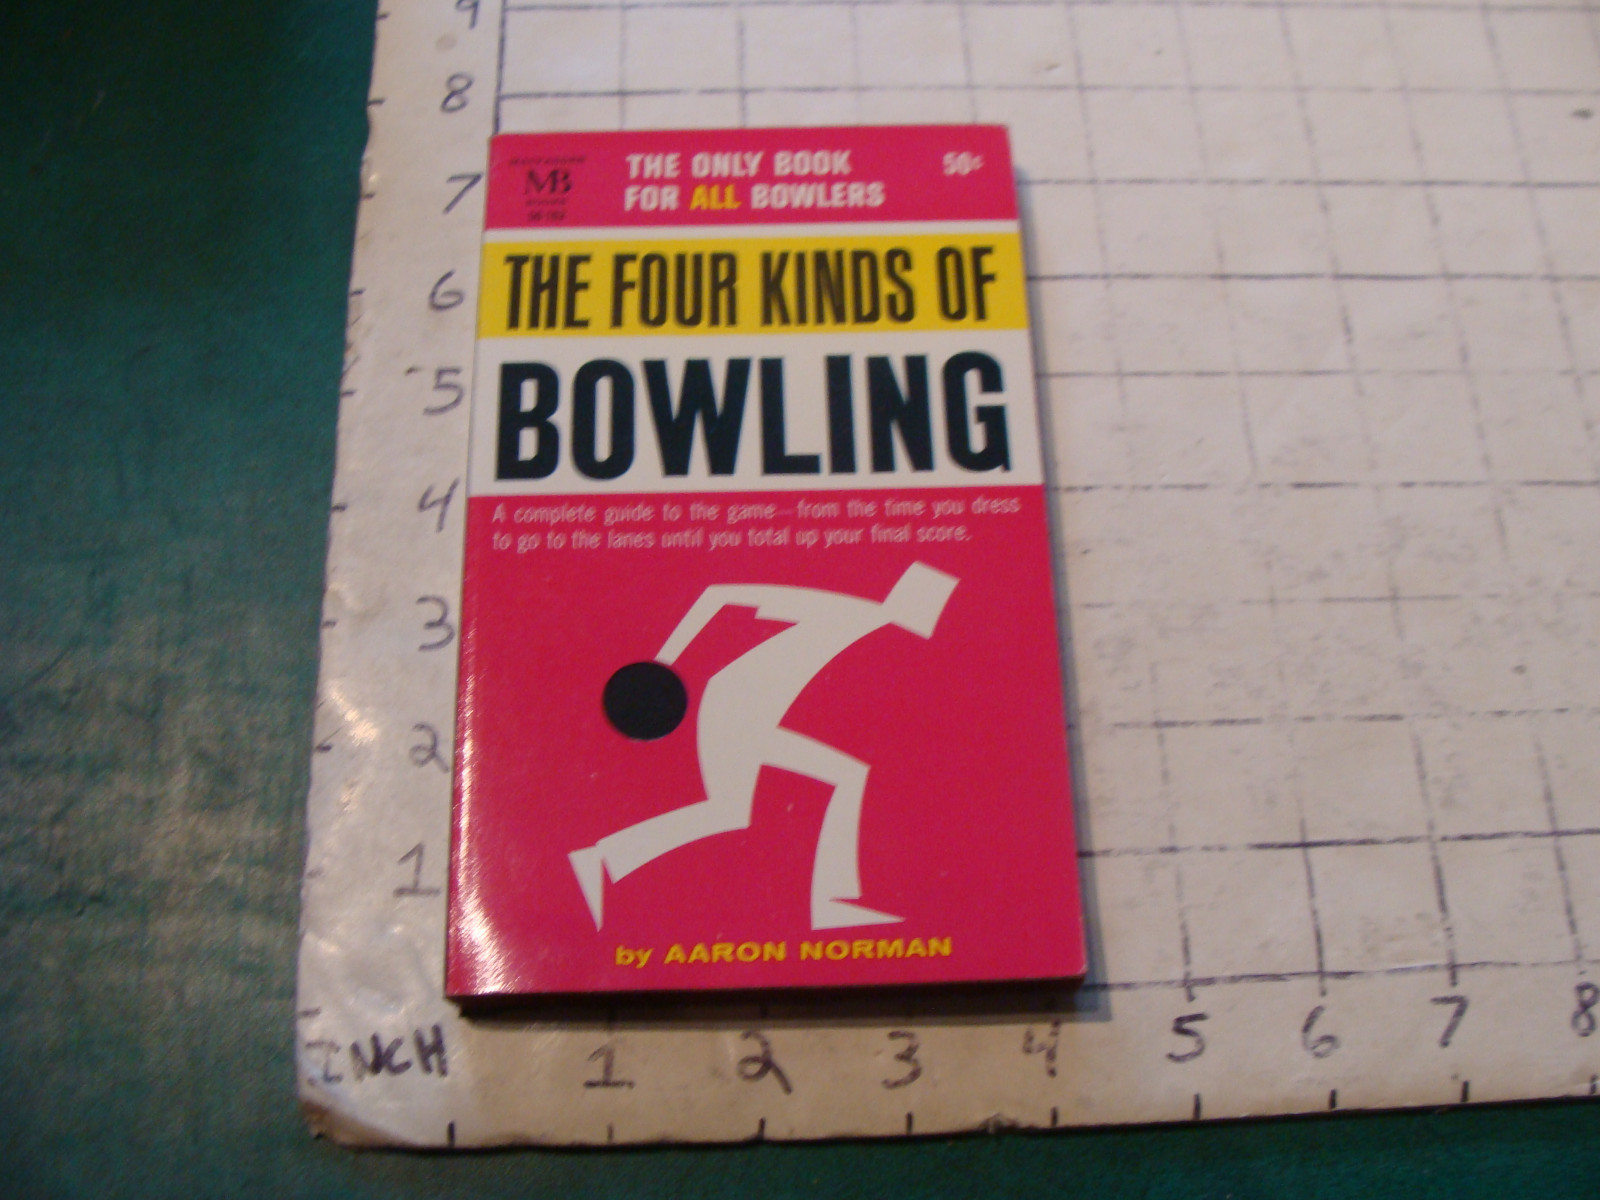 MB
THE ONLY BOOK
FOR ALL BOWLERS
50¢
THE FOUR KINDS OF
BOWLING
A complete guide to the game—from the time you dress
to go to the lanes until you total up your final score.
by AARON NORMAN
9
8
7
6
5
4
3
2
1
INCH 1 2 3 4 5 6 7 8